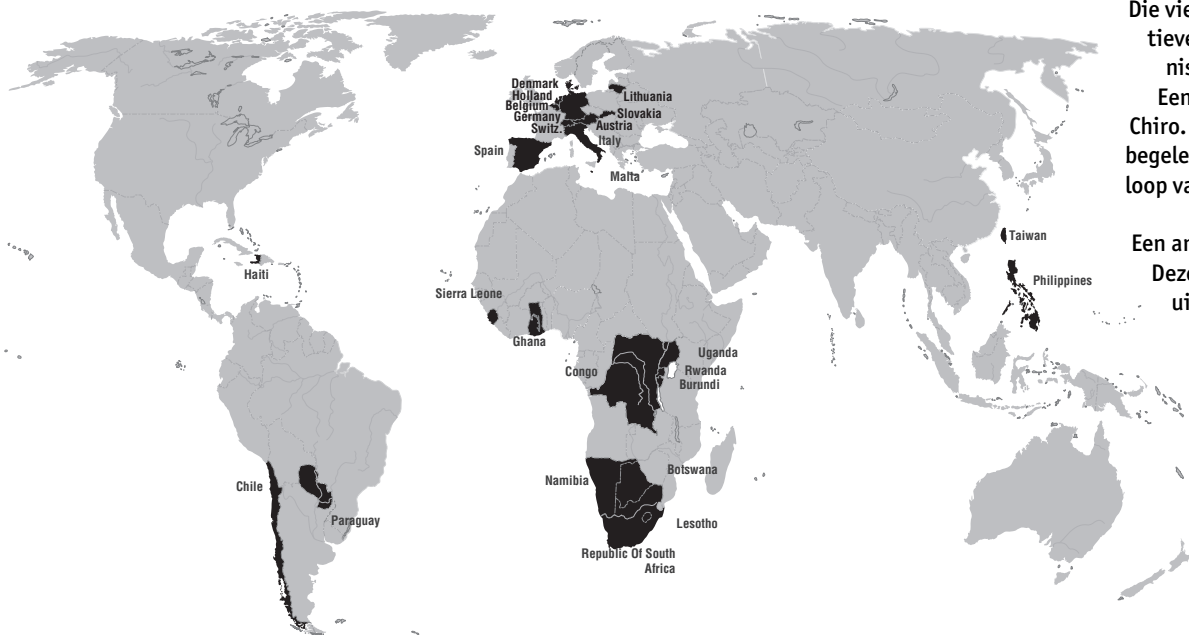 Denmark
Holland
Belgium
Germany
Switz.
Lithuania
Slovakia
Austria
Italy
Spain
Malta
Haiti
Sierra Leone
Ghana
Congo
Uganda
Rwanda
Burundi
Taiwan
Philippines
Chile
Paraguay
Namibia
Botswana
Lesotho
Republic Of South
Africa
Die vie
tieve
nis
Een
Chiro.
begele
loop va
Een an
Deze
ui